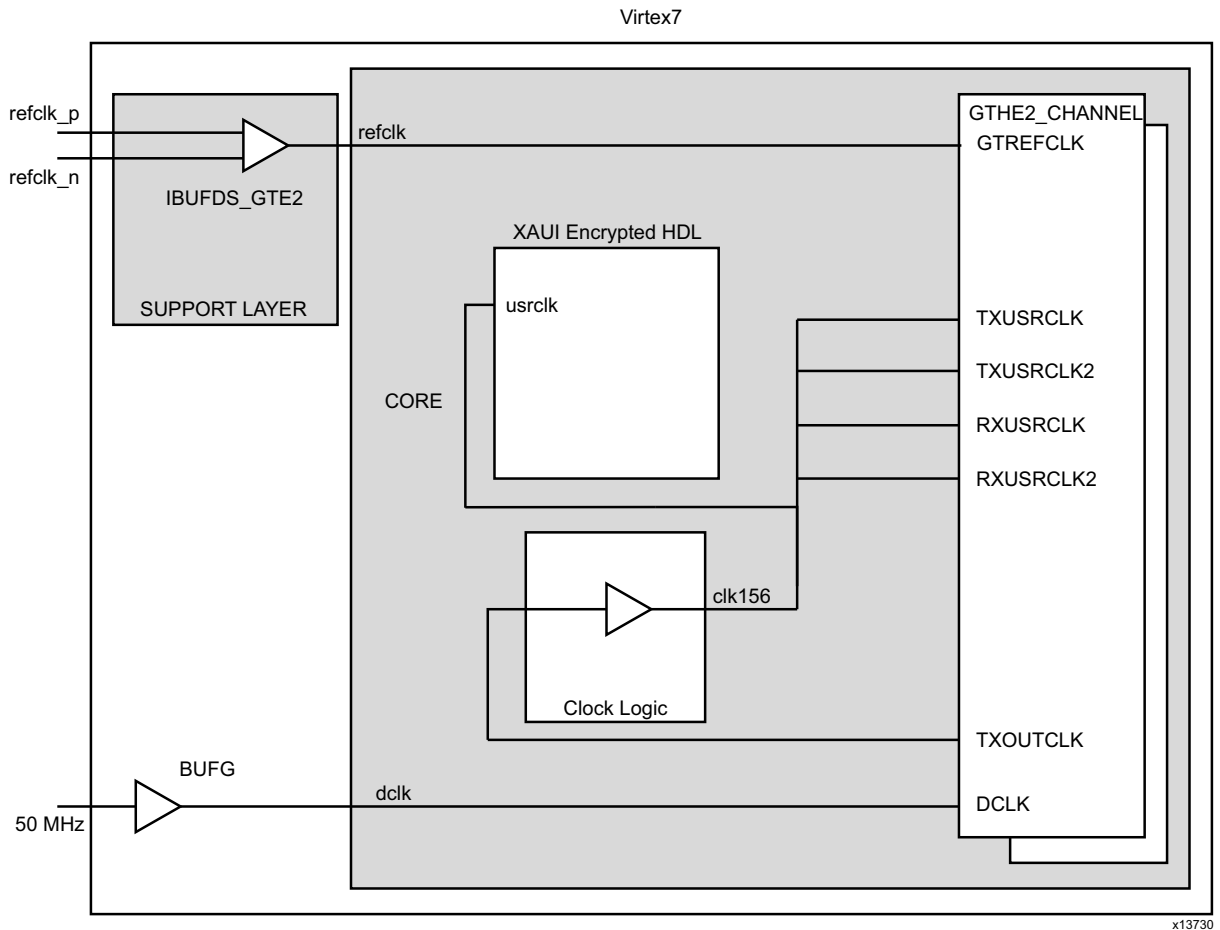 Virtex7
refclk_p
refclk_n
IBUFDS_GTE2
SUPPORT LAYER
refclk
GTHE2_CHANNEL
GTREFCLK
XAUI Encrypted HDL
usrclk
CORE
TXUSRCLK
TXUSRCLK2
RXUSRCLK
RXUSRCLK2
clk156
Clock Logic
TXOUTCLK
BUFG
50 MHz
dclk
DCLK
x13730